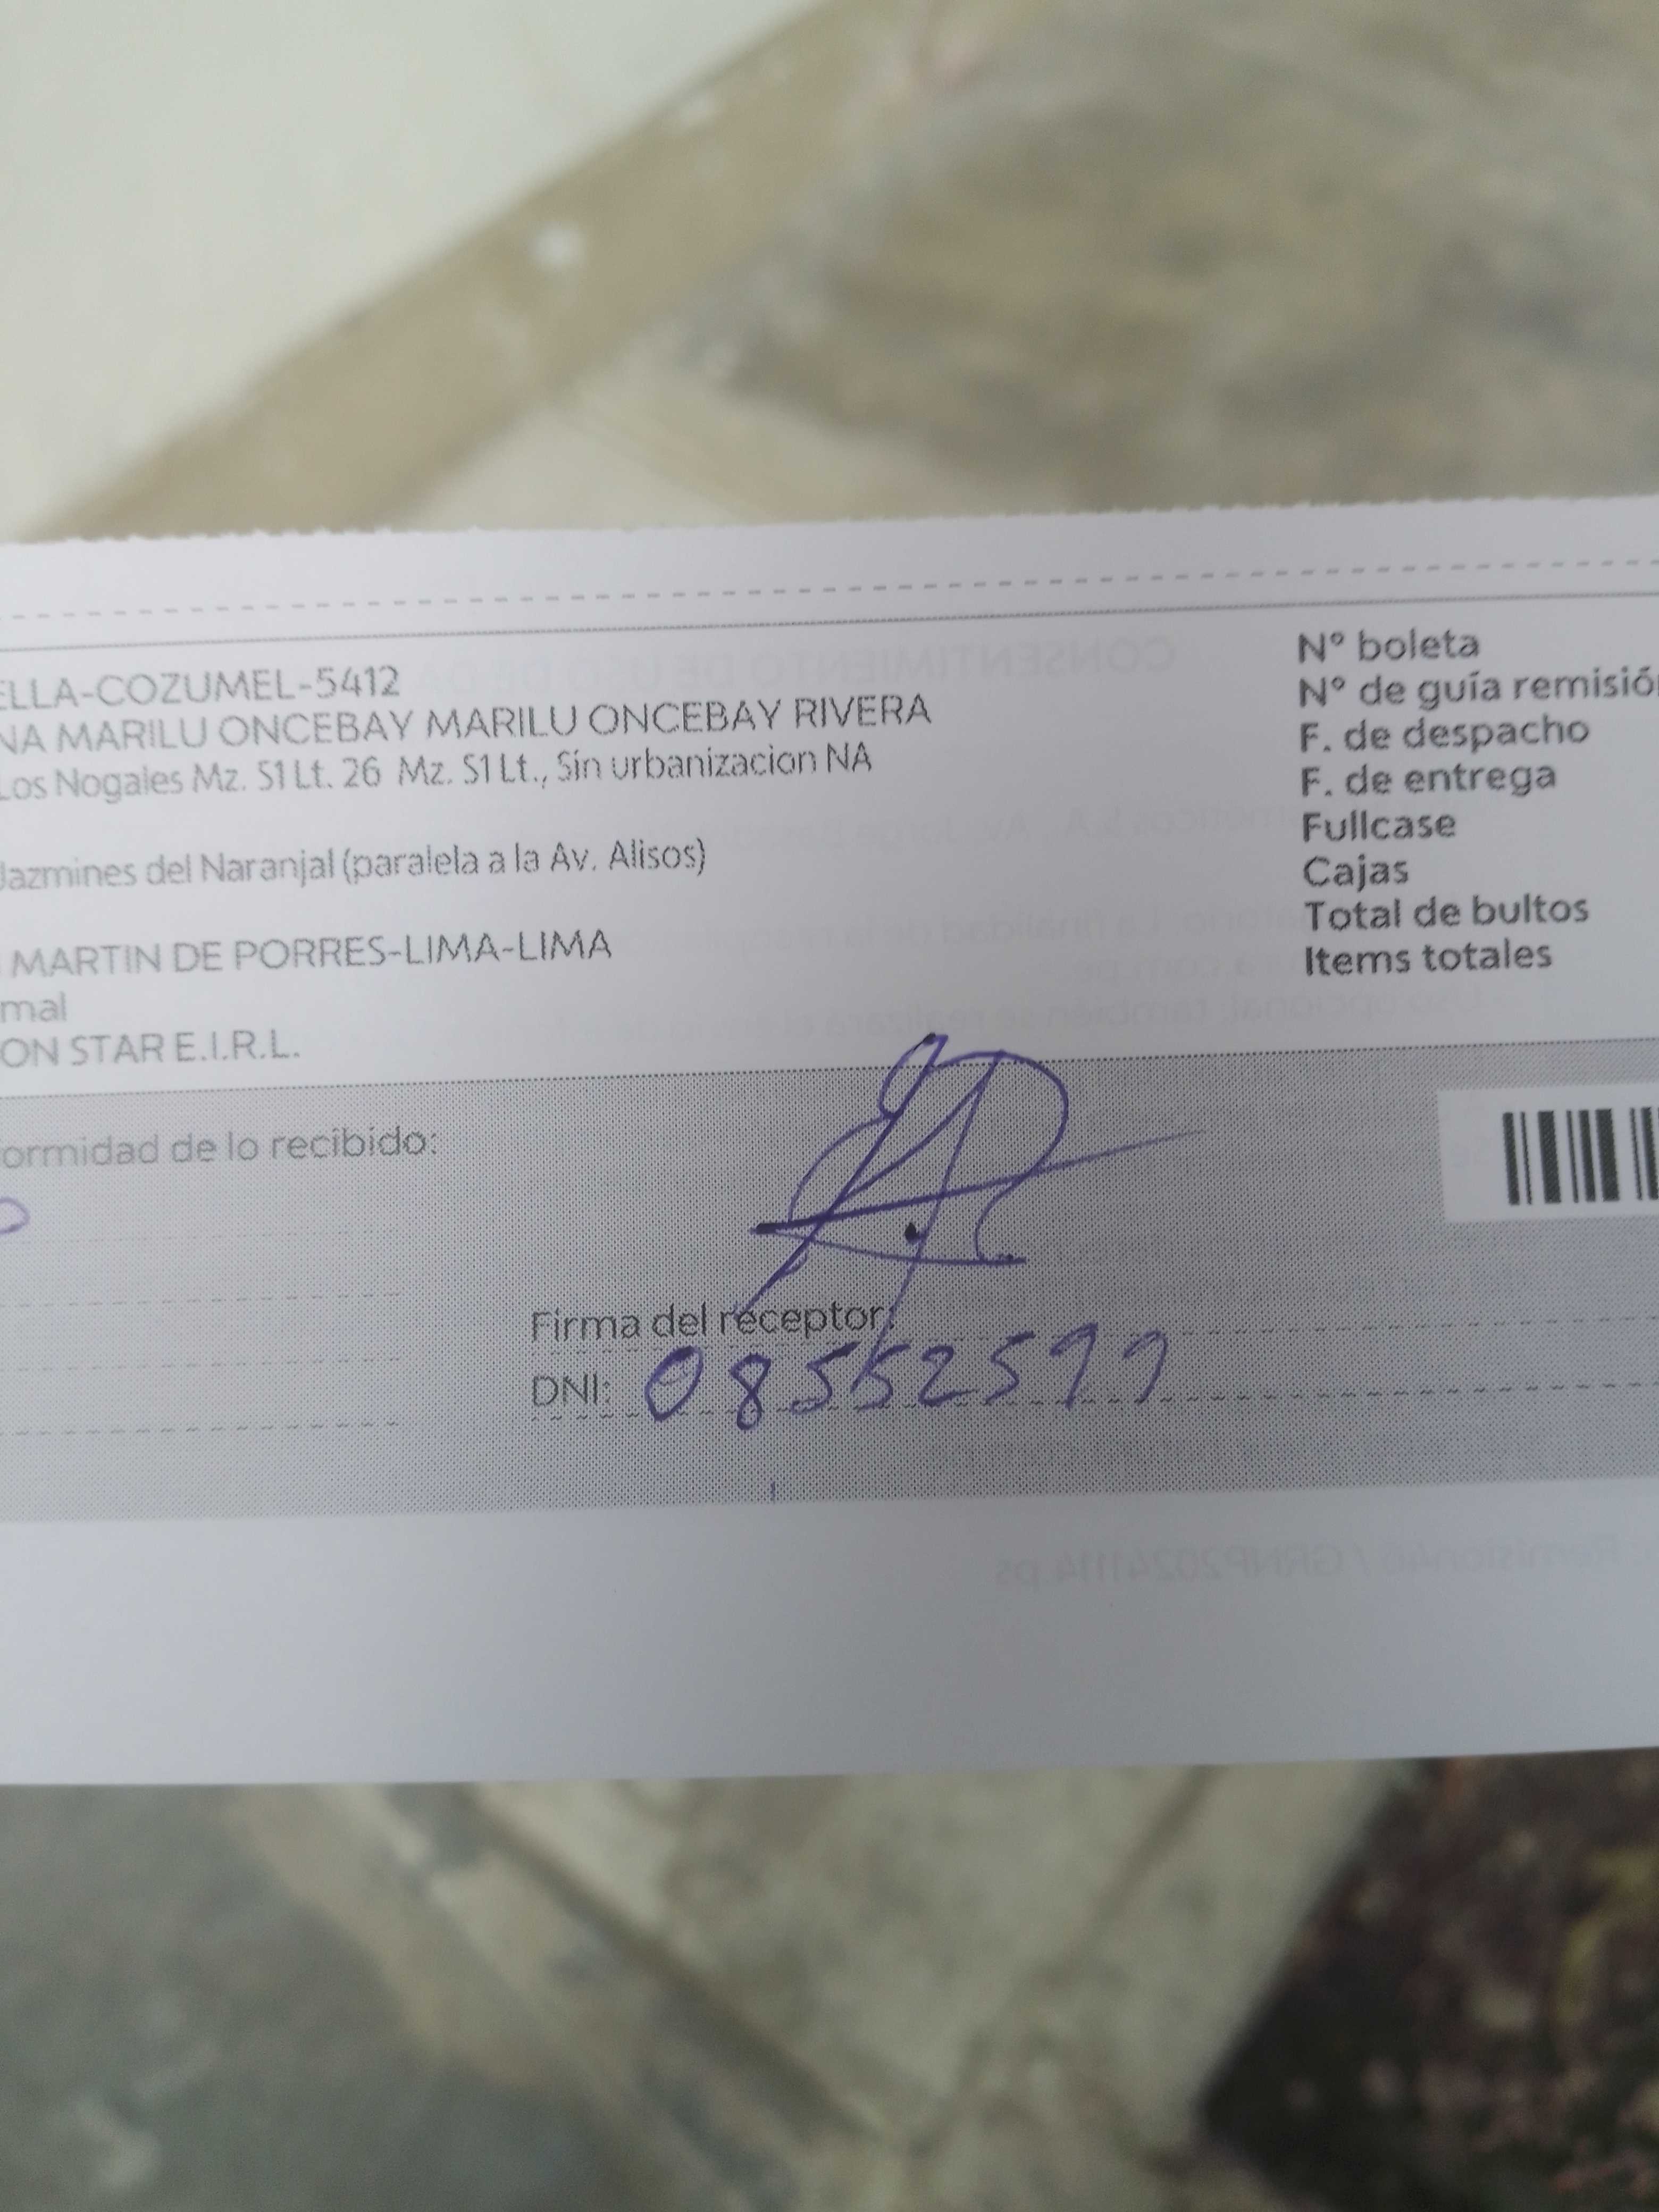 ELLA-COZUMEL-5412
NA MARILU ONCEBAY MARILU ONCEBAY RIVERA
Los Nogales Mz. S1 Lt. 26 Mz. S1 Lt., Sin urbanizacion NA
Jazmines del Naranjal (paralela a la Av. Alisos)
MARTIN DE PORRES-LIMA-LIMA
mal
ON STAR E.I.R.L.
Nº boleta
Nº de guía remisió
F. de despacho
F. de entrega
Fullcase
Cajas
Total de bultos
Items totales
ormidad de lo recibido:
Firma del receptor:
DNI: 08552599